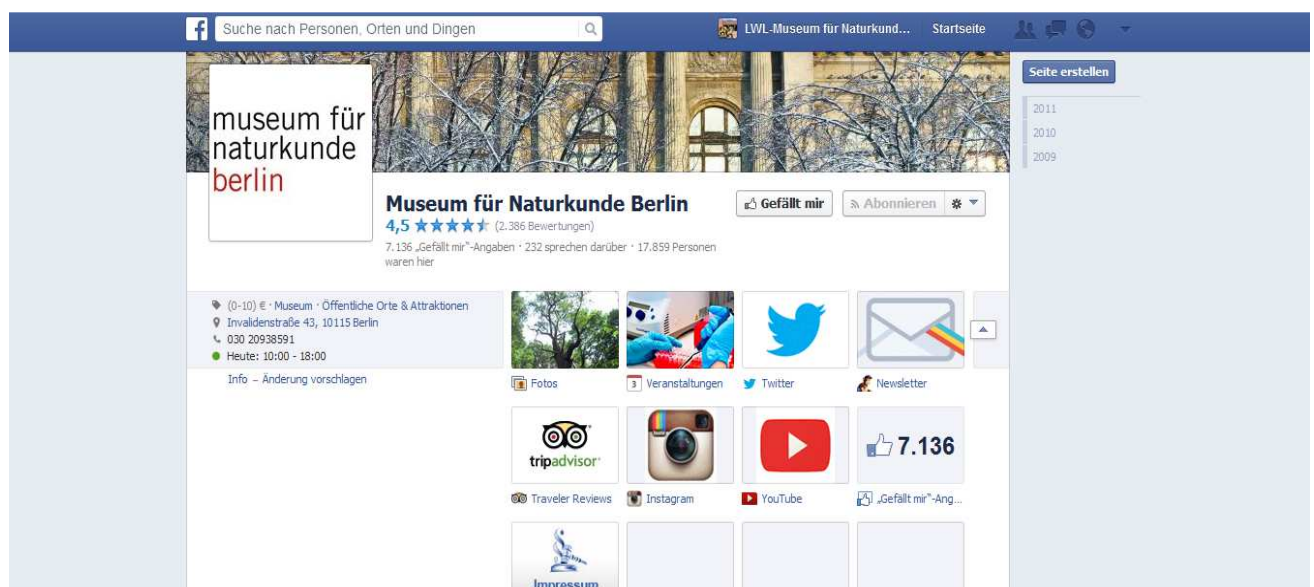 f Suche nach Personen, Orten und Dingen LWL-Museum für Naturkund... Startseite
Seite erstellen
2011
2010
2009
museum für
naturkunde
berlin
Museum für Naturkunde Berlin Gefällt mir Abonnieren
4,5 (2.386 Bewertungen)
7.136 „Gefällt mir“-Angaben · 232 sprechen darüber · 17.859 Personen
waren hier
(0-10) € · Museum · Öffentliche Orte & Attraktionen
Invalidenstraße 43, 10115 Berlin
030 20938591
Heute: 10:00 - 18:00
Info – Änderung vorschlagen
Fotos 3 Veranstaltungen Twitter Newsletter
tripadvisor 7.136
Traveler Reviews Instagram YouTube „Gefällt mir“-Ang...
Impressum